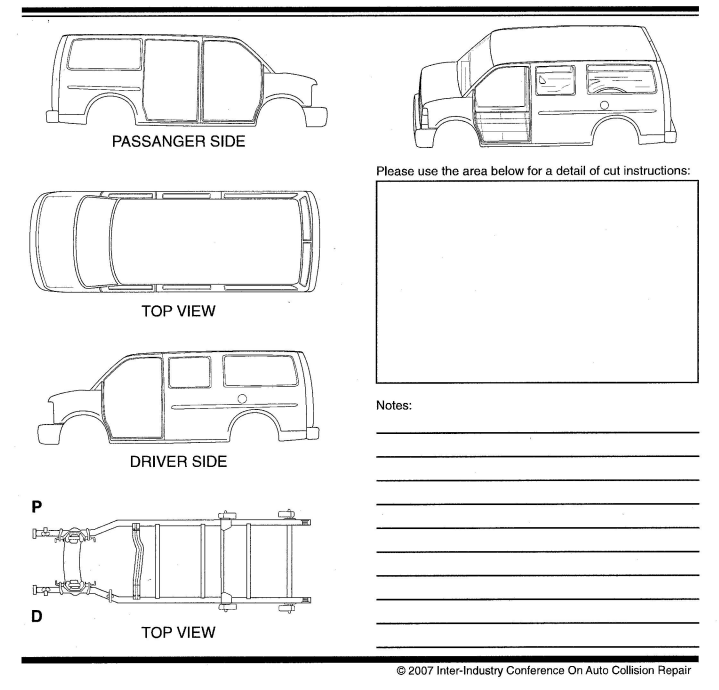 PASSANGER SIDE
TOP VIEW
DRIVER SIDE
P
D
TOP VIEW
Please use the area below for a detail of cut instructions:
Notes:
© 2007 Inter-Industry Conference On Auto Collision Repair